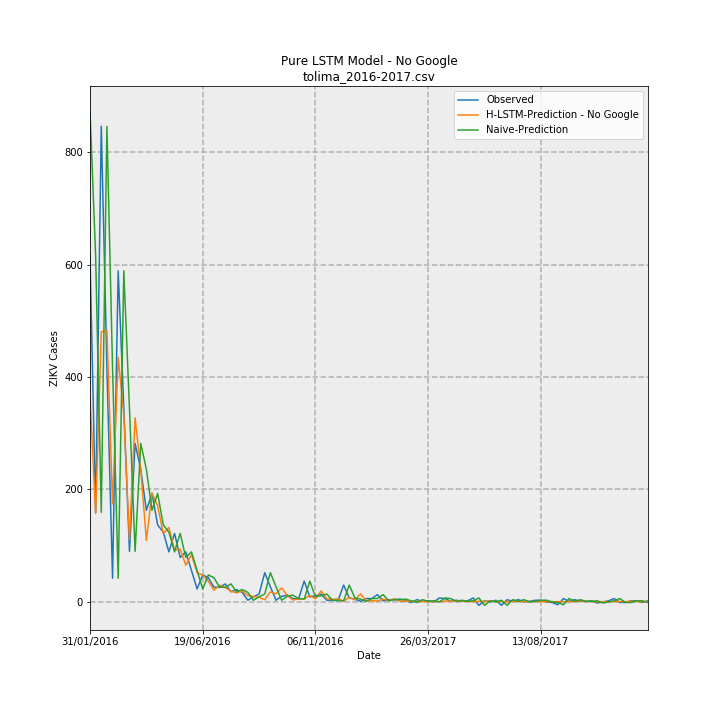 Pure LSTM Model - No Google
tolima_2016-2017.csv
Observed
H-LSTM-Prediction - No Google
Naive-Prediction
ZIKV Cases
800
600
400
200
0
31/01/2016
19/06/2016
06/11/2016
26/03/2017
13/08/2017
Date